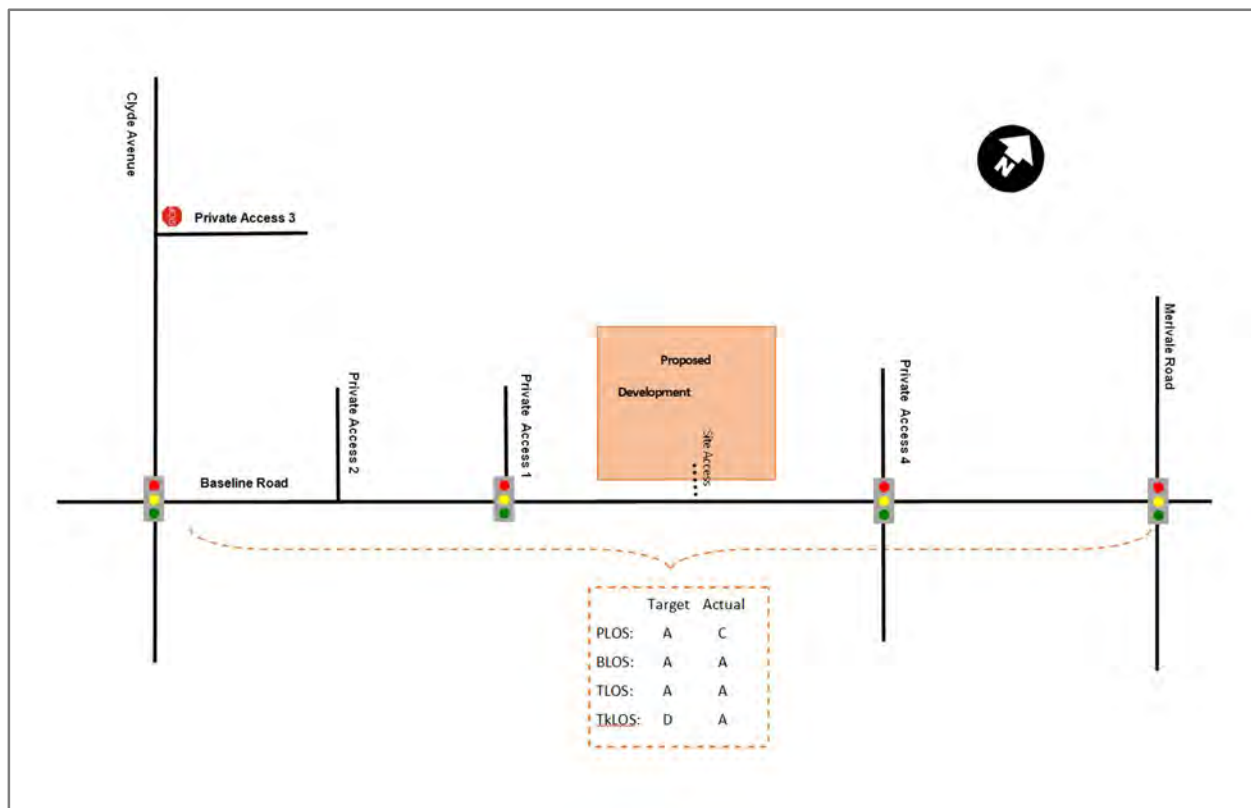 Clyde Avenue
STOP
Private Access 3
N
Merivale Road
Proposed
Development
Private Access 2
Private Access 1
Site Access
Private Access 4
Baseline Road
Target Actual
PLOS: A C
BLOS: A A
TLOS: A A
TkLOS: D A